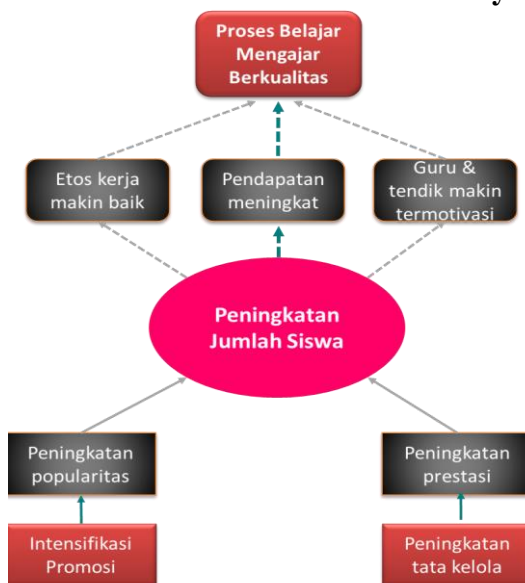 Proses Belajar
Mengajar
Berkualitas
Etos kerja
makin baik
Pendapatan
meningkat
Guru &
tendik makin
termotivasi
Peningkatan
Jumlah Siswa
Peningkatan
popularitas
Peningkatan
prestasi
Intensifikasi
Promosi
Peningkatan
tata kelola